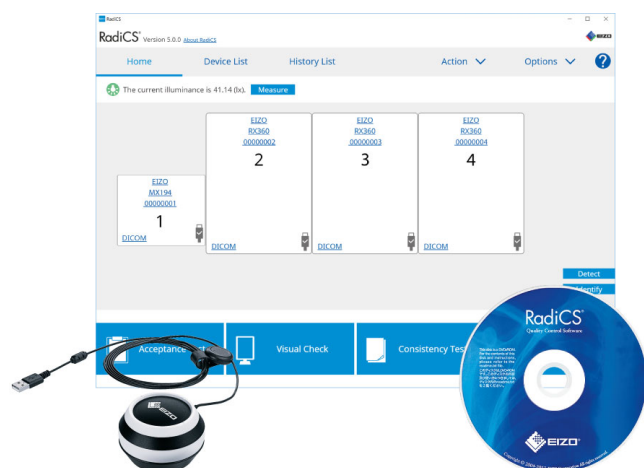 RadiCS
RadiCS® Version 5.0.0 About RadiCS
EIZO
Home Device List History List Action Options ?
The current illuminance is 41.14 (lx). Measure
EIZO
RX360
00000002
2
DICOM
EIZO
RX360
00000003
3
DICOM
EIZO
RX360
00000004
4
DICOM
EIZO
MX194
00000001
1
DICOM
Detect
Identify
Acceptance
Visual Check
Consistency Tes
EIZO
RadiCS®
Quality Control Software
EIZO®